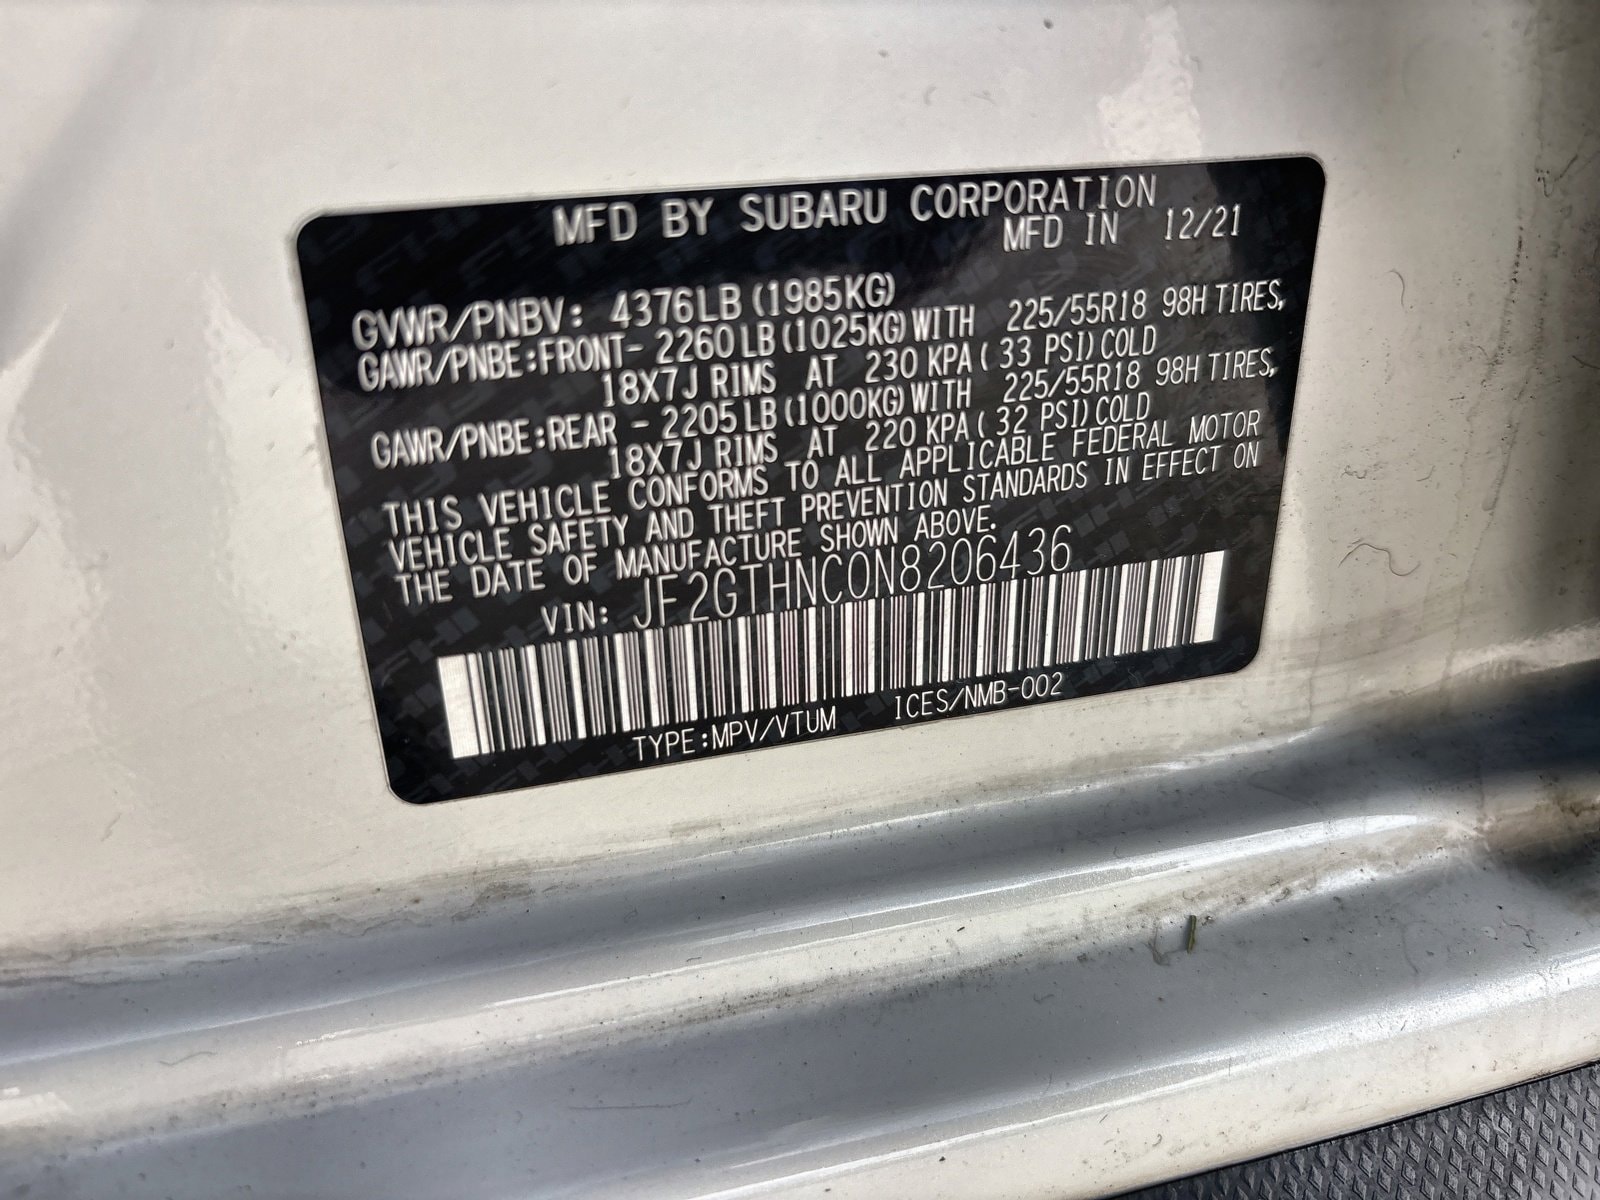 MFD BY SUBARU CORPORATION
MFD IN 12/21
GVWR/PNBV: 4376LB (1985KG)
GAWR/PNBE:FRONT- 2260LB (1025KG) WITH 225/55R18 98H TIRES,
18X7J RIMS AT 230 KPA ( 33 PSI) COLD
GAWR/PNBE:REAR - 2205LB (1000KG) WITH 225/55R18 98H TIRES,
18X7J RIMS AT 220 KPA ( 32 PSI) COLD
THIS VEHICLE CONFORMS TO ALL APPLICABLE FEDERAL MOTOR
VEHICLE SAFETY AND THEFT PREVENTION STANDARDS IN EFFECT ON
THE DATE OF MANUFACTURE SHOWN ABOVE.
VIN: JF2GTHNC0N8206436
TYPE:MPV/VTUM ICES/NMB-002